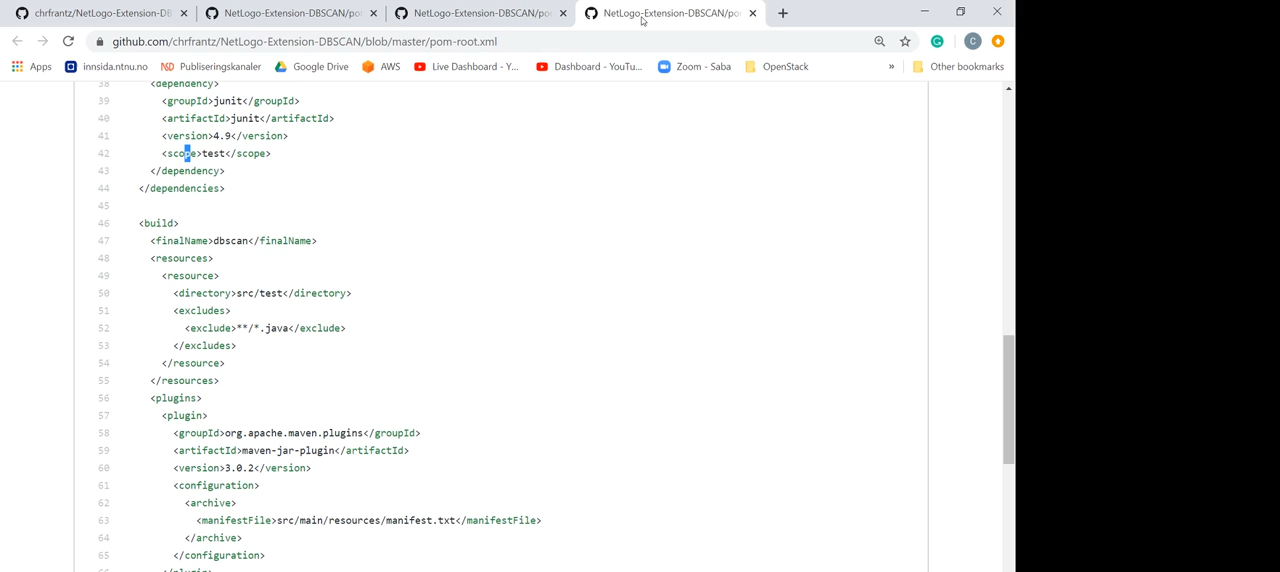 chrfrantz/NetLogo-Extension-DB NetLogo-Extension-DBSCAN/po NetLogo-Extension-DBSCAN/po NetLogo-Extension-DBSCAN/po
github.com/chrfrantz/NetLogo-Extension-DBSCAN/blob/master/pom-root.xml C
Apps innsida.ntnu.no NSD Publiseringskanaler Google Drive AWS Live Dashboard - Y... Dashboard - YouTu... Zoom - Saba OpenStack » Other bookmarks
38 <dependency>
39 <groupId>junit</groupId>
40 <artifactId>junit</artifactId>
41 <version>4.9</version>
42 <scope>test</scope>
43 </dependency>
44 </dependencies>
45
46 <build>
47 <finalName>dbscan</finalName>
48 <resources>
49 <resource>
50 <directory>src/test</directory>
51 <excludes>
52 <exclude>**/*.java</exclude>
53 </excludes>
54 </resource>
55 </resources>
56 <plugins>
57 <plugin>
58 <groupId>org.apache.maven.plugins</groupId>
59 <artifactId>maven-jar-plugin</artifactId>
60 <version>3.0.2</version>
61 <configuration>
62 <archive>
63 <manifestFile>src/main/resources/manifest.txt</manifestFile>
64 </archive>
65 </configuration>
66 </plugin>